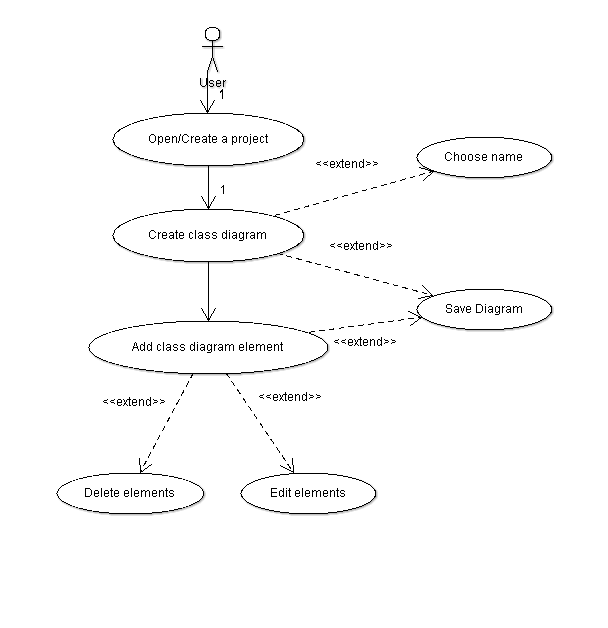 User
1
Open/Create a project
<<extend>>
Choose name
1
Create class diagram
<<extend>>
Save Diagram
Add class diagram element
<<extend>>
<<extend>>
<<extend>>
Delete elements
Edit elements